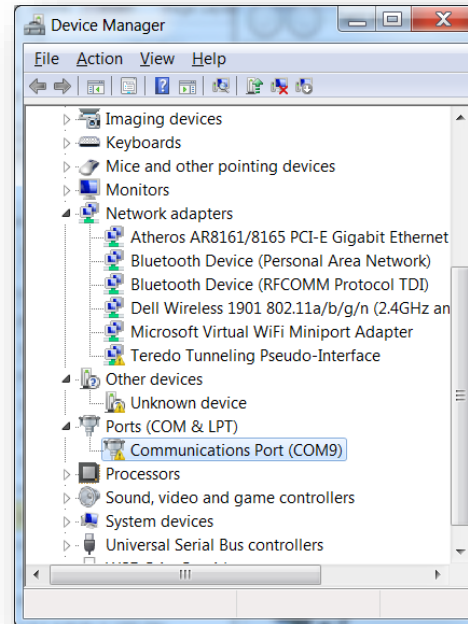 Device Manager
File Action View Help
Imaging devices
Keyboards
Mice and other pointing devices
Monitors
Network adapters
Atheros AR8161/8165 PCI-E Gigabit Ethernet
Bluetooth Device (Personal Area Network)
Bluetooth Device (RFCOMM Protocol TDI)
Dell Wireless 1901 802.11a/b/g/n (2.4GHz an
Microsoft Virtual WiFi Miniport Adapter
Teredo Tunneling Pseudo-Interface
Other devices
Unknown device
Ports (COM & LPT)
Communications Port (COM9)
Processors
Sound, video and game controllers
System devices
Universal Serial Bus controllers